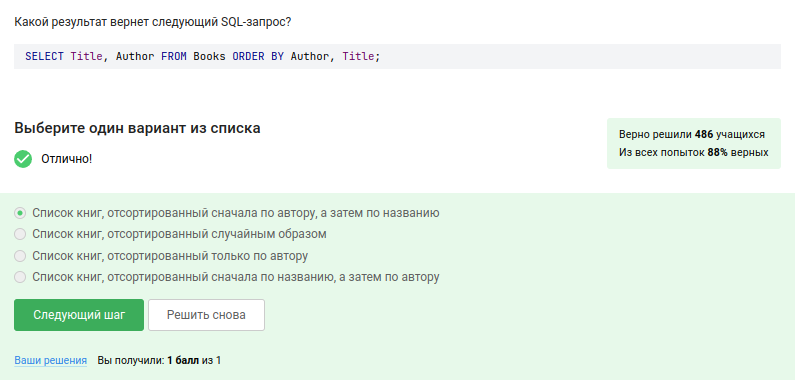 Какой результат вернет следующий SQL-запрос?
SELECT Title, Author FROM Books ORDER BY Author, Title;
Выберите один вариант из списка
Отлично!
Верно решили 486 учащихся
Из всех попыток 88% верных
Список книг, отсортированный сначала по автору, а затем по названию
Список книг, отсортированный случайным образом
Список книг, отсортированный только по автору
Список книг, отсортированный сначала по названию, а затем по автору
Следующий шаг
Решить снова
Ваши решения Вы получили: 1 балл из 1